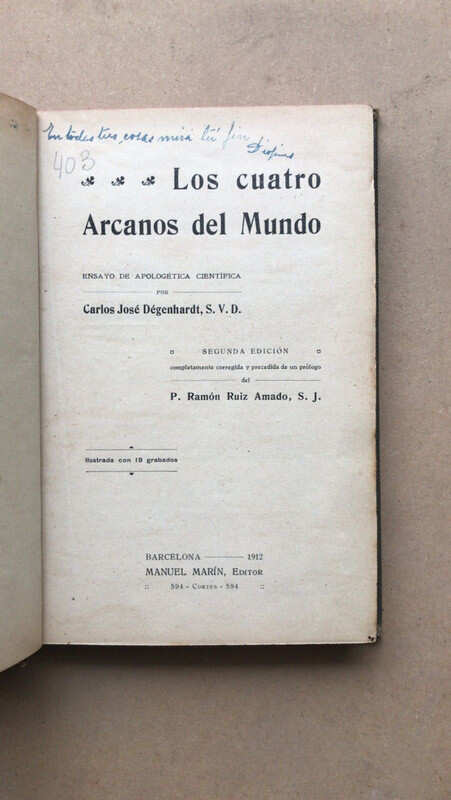 En todas tus cosas mira tu fin
403
Los cuatro
Arcanos del Mundo
ENSAYO DE APOLOGÉTICA CIENTÍFICA
POR
Carlos José Dégenhardt, S. V. D.
SEGUNDA EDICIÓN
completamente corregida y precedida de un prólogo
del
P. Ramón Ruiz Amado, S. J.
Ilustrada con 19 grabados
BARCELONA 1912
MANUEL MARÍN, EDITOR
594 - CORTES - 594